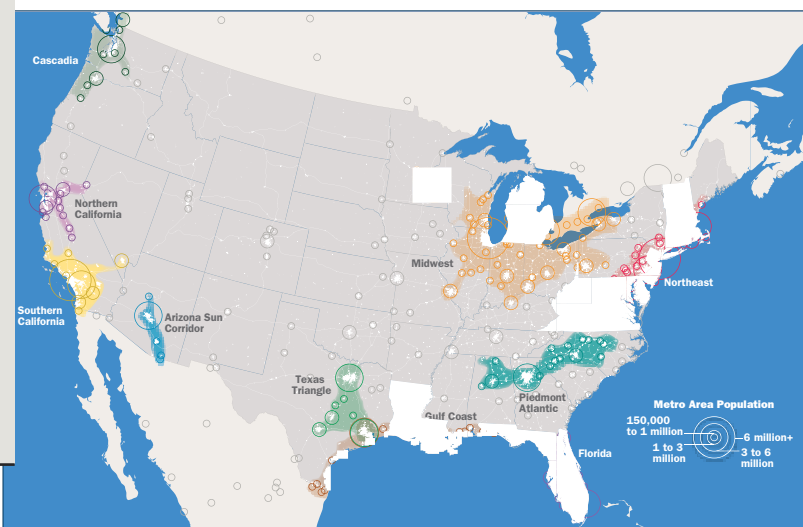 Cascadia
Northern
California
Southern
California
Arizona Sun
Corridor
Texas
Triangle
Midwest
Northeast
Piedmont
Atlantic
Gulf Coast
Florida
Metro Area Population
150,000
to 1 million
1 to 3
million
6 million+
3 to 6
million